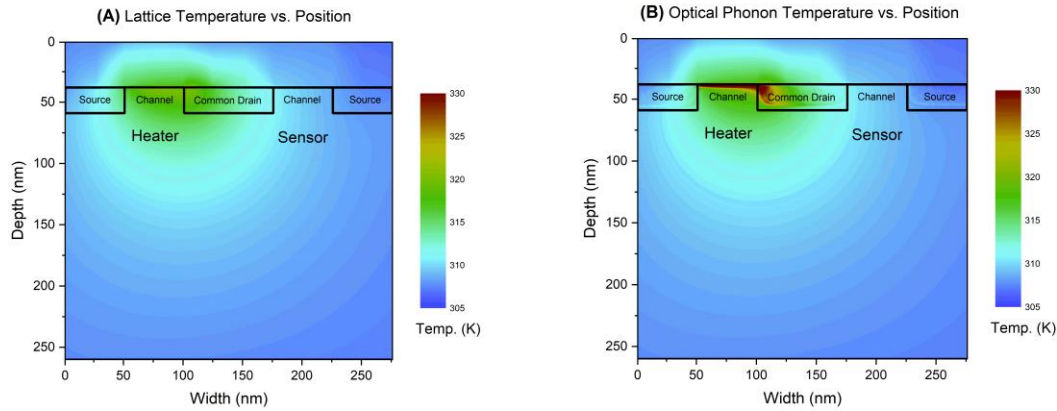 (A) Lattice Temperature vs. Position
0
50
100
150
200
250
Depth (nm)
Source
Channel
Common Drain
Channel
Source
Heater
Sensor
0
50
100
150
200
250
Width (nm)
330
325
320
315
310
305
Temp. (K)
(B) Optical Phonon Temperature vs. Position
0
50
100
150
200
250
Depth (nm)
Source
Channel
Common Drain
Channel
Source
Heater
Sensor
0
50
100
150
200
250
Width (nm)
330
325
320
315
310
305
Temp. (K)